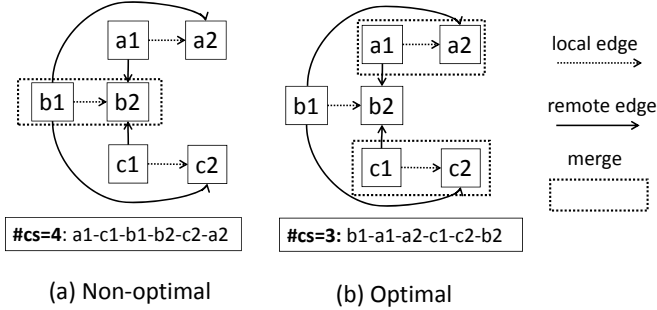 a1
a2
b1
b2
c1
c2
#cs=4: a1-c1-b1-b2-c2-a2
(a) Non-optimal
a1
a2
b1
b2
c1
c2
#cs=3: b1-a1-a2-c1-c2-b2
(b) Optimal
local edge
remote edge
merge